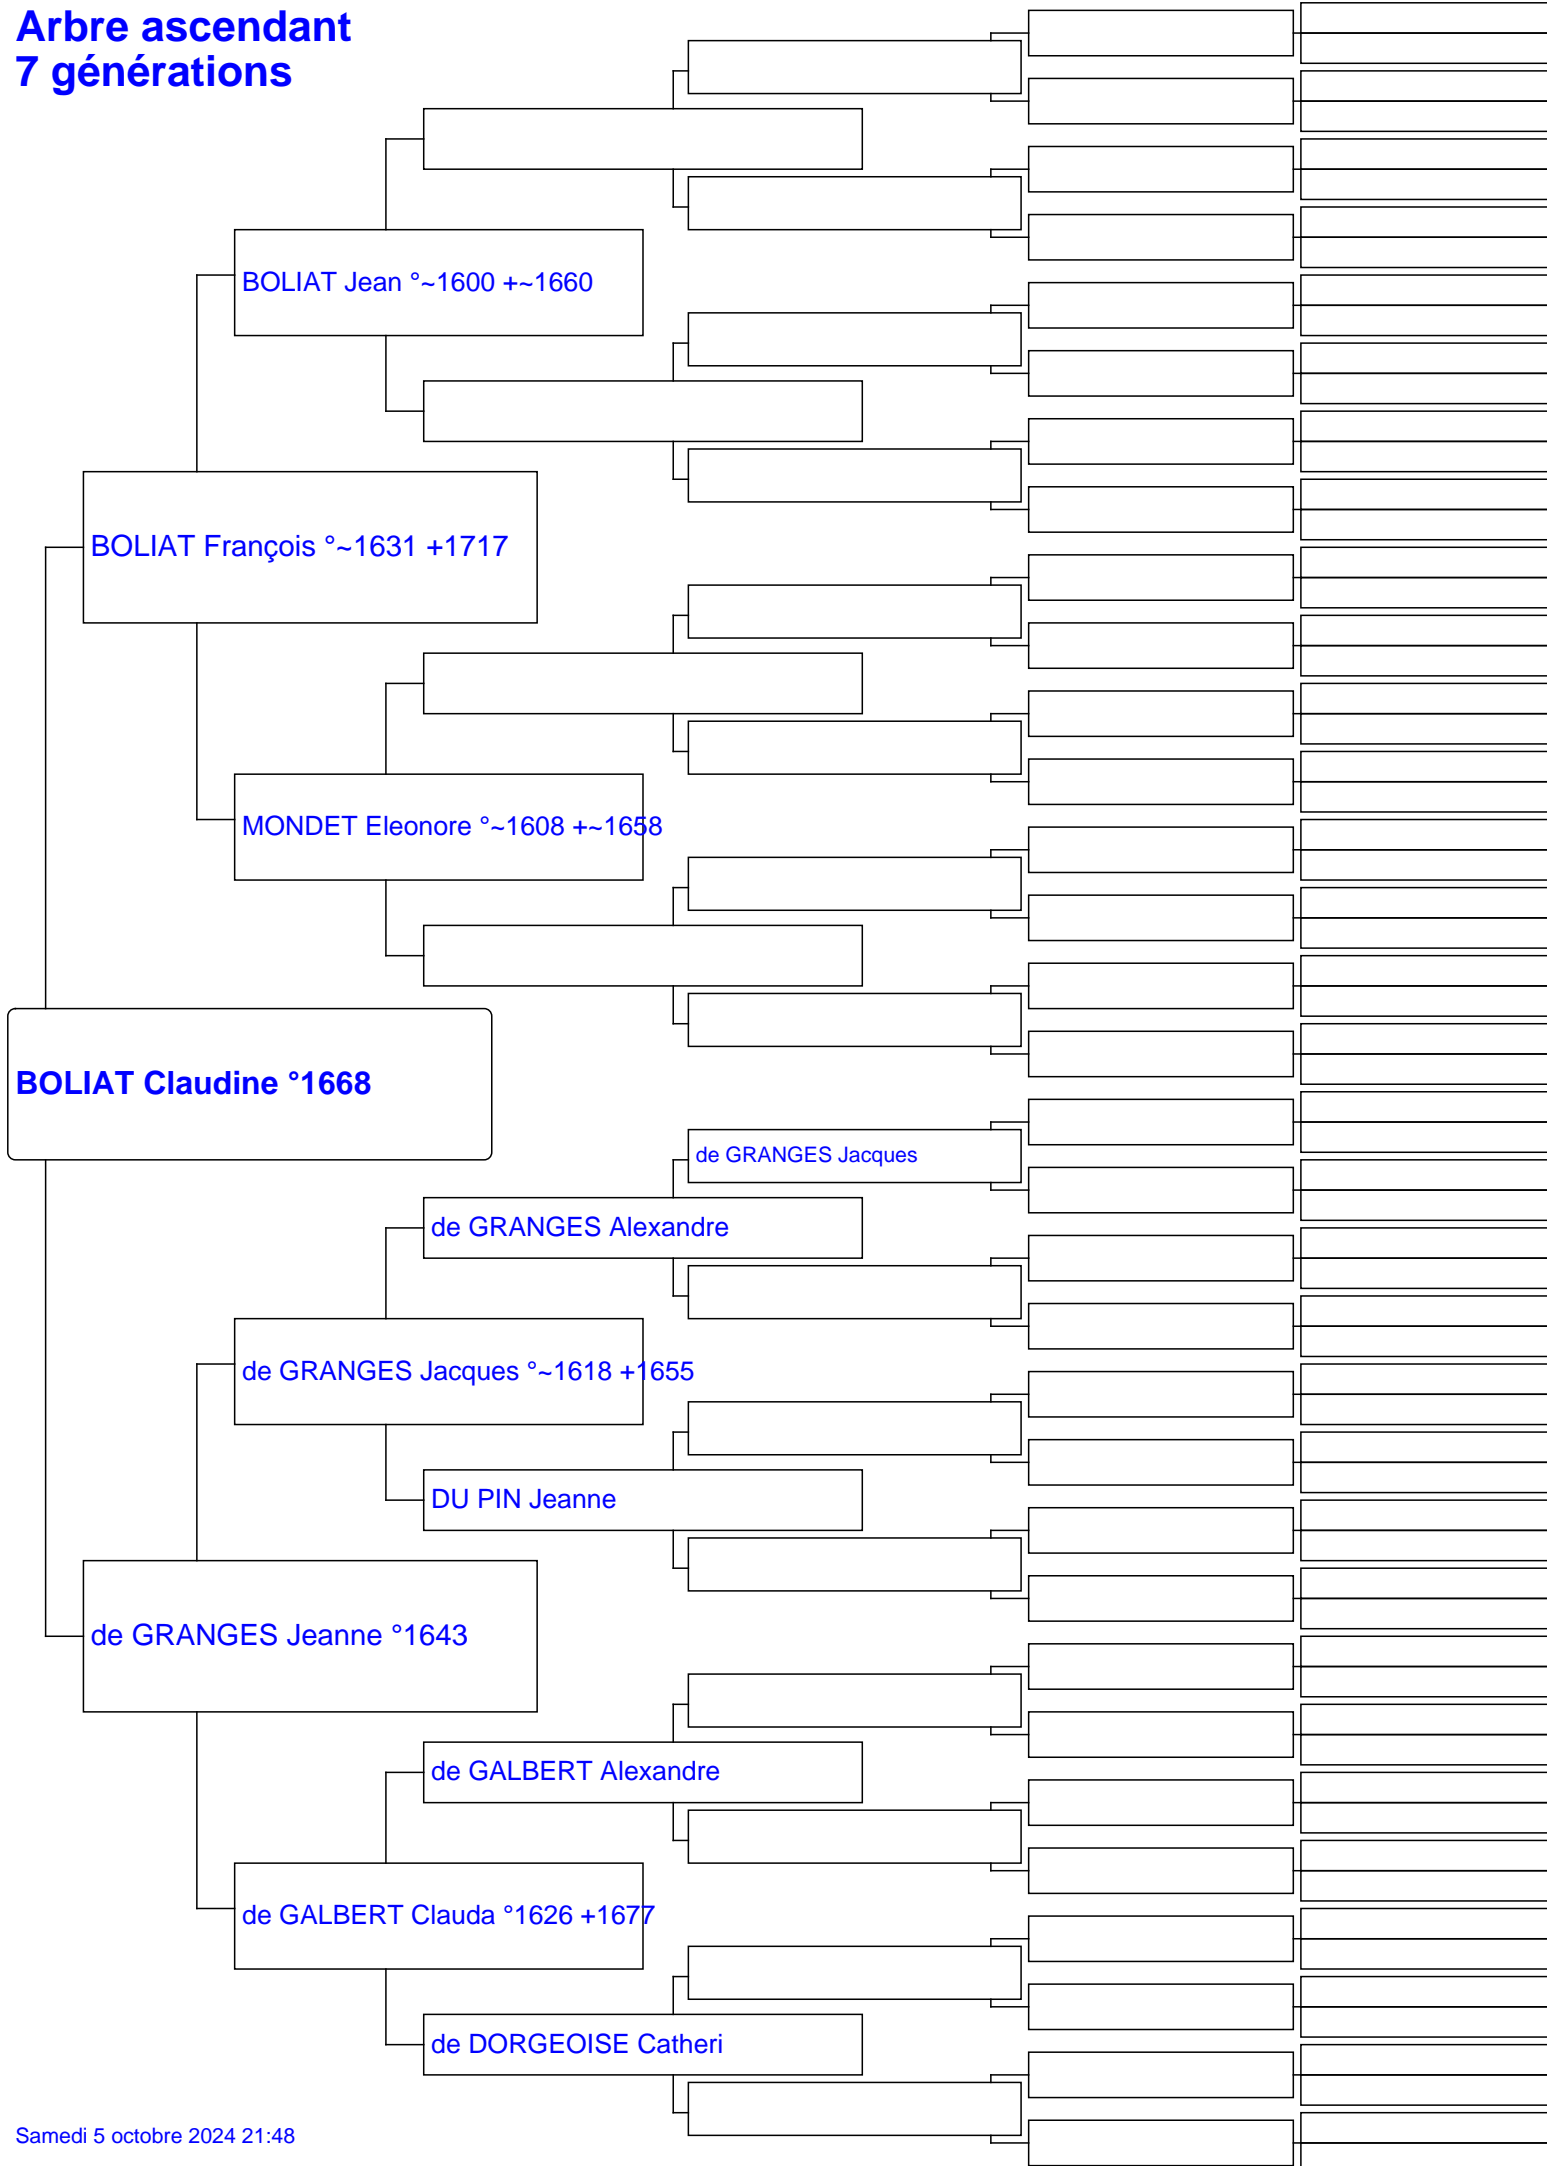 Arbre ascendant
7 générations
BOLIAT Jean °~1600 +~1660
BOLIAT François °~1631 +1717
MONDET Eleonore °~1608 +~1658
BOLIAT Claudine °1668
de GRANGES Jacques
de GRANGES Alexandre
de GRANGES Jacques °~1618 +1655
DU PIN Jeanne
de GRANGES Jeanne °1643
de GALBERT Alexandre
de GALBERT Clauda °1626 +1677
de DORGEOISE Catheri
Samedi 5 octobre 2024 21:48